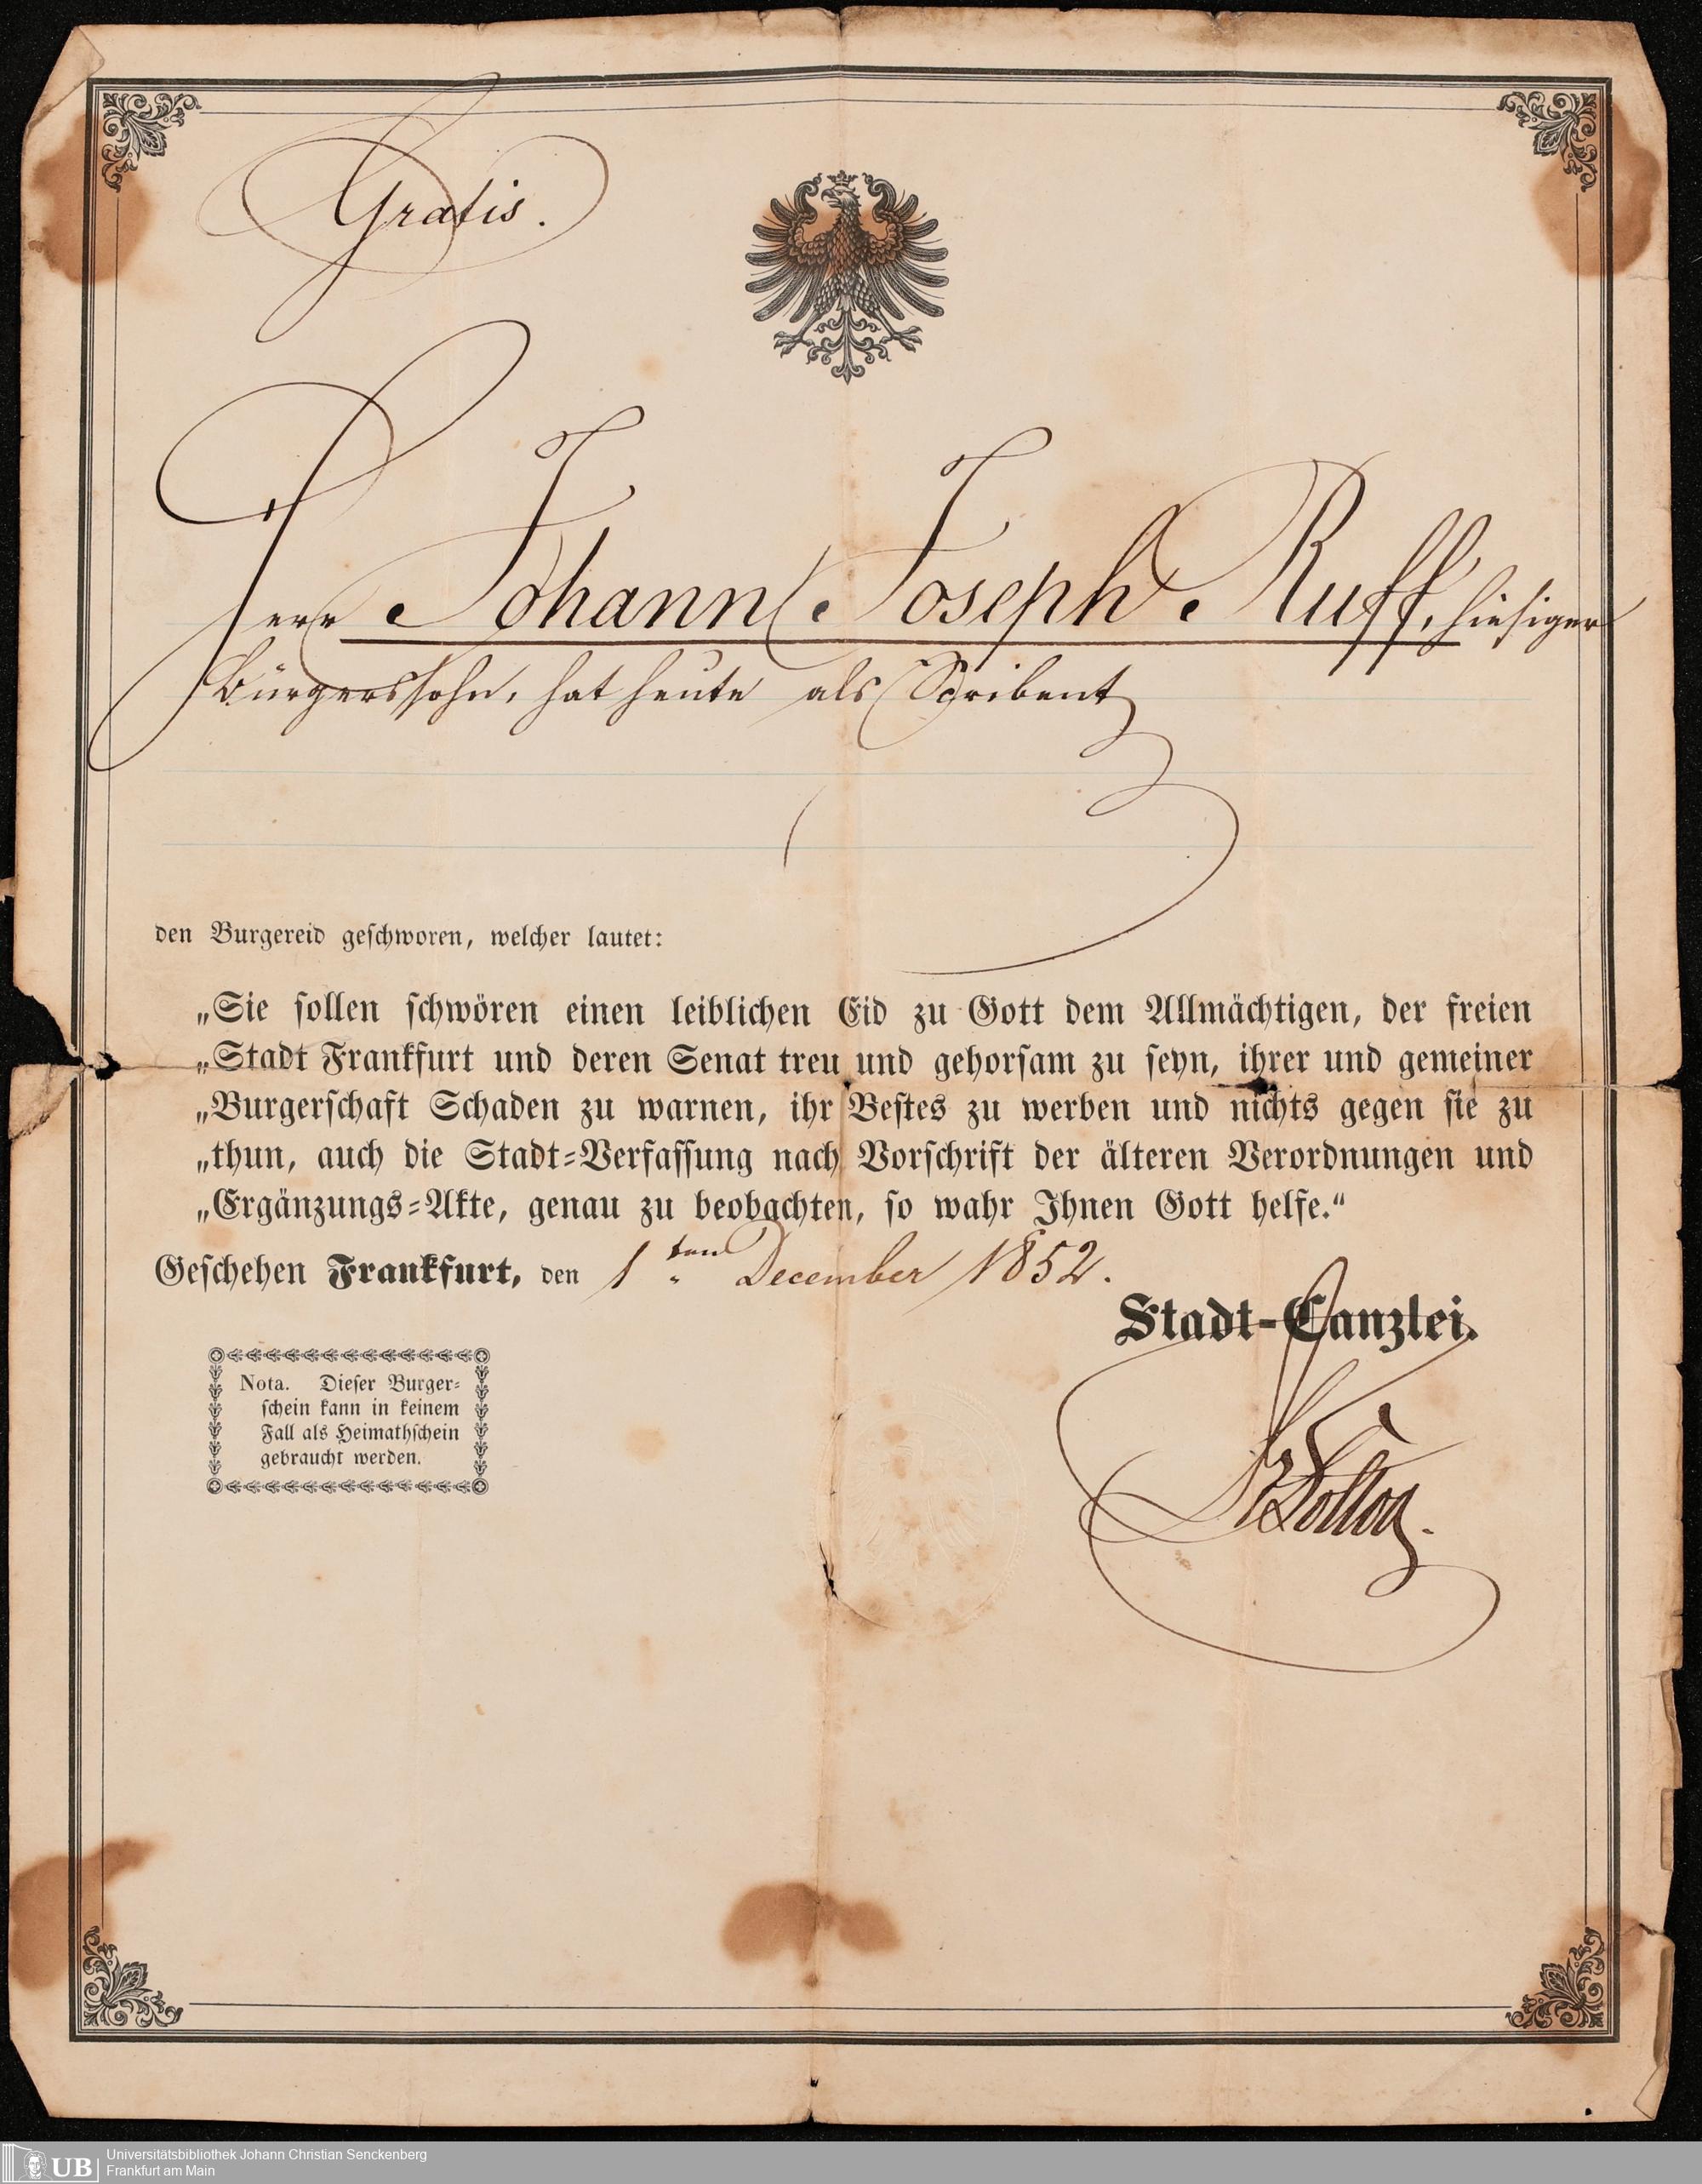 Gratis.
Herr Johann Joseph Ruff, hiesiger
Bürgerssohn, hat heute als Scribent
den Burgereid geschworen, welcher lautet:
„Sie sollen schwören einen leiblichen Eid zu Gott dem Allmächtigen, der freien
„Stadt Frankfurt und deren Senat treu und gehorsam zu seyn, ihrer und gemeiner
„Burgerschaft Schaden zu warnen, ihr Bestes zu werben und nichts gegen sie zu
„thun, auch die Stadt-Verfassung nach Vorschrift der älteren Verordnungen und
„Ergänzungs-Akte, genau zu beobachten, so wahr Ihnen Gott helfe.“
Geschehen Frankfurt, den 1ten December 1852.
Stadt-Canzlei.
Nota. Dieser Burger-
schein kann in keinem
Fall als Heimathschein
gebraucht werden.
UB
Universitätsbibliothek Johann Christian Senckenberg
Frankfurt am Main